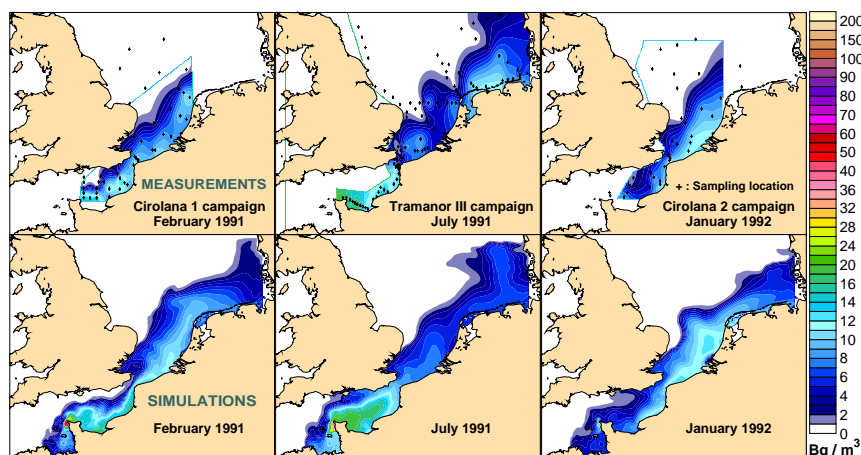 MEASUREMENTS
Cirolana 1 campaign
February 1991
Tramanor III campaign
July 1991
+ : Sampling location
Cirolana 2 campaign
January 1992
SIMULATIONS
February 1991
July 1991
January 1992
200
150
100
90
80
70
60
50
40
36
32
28
24
20
16
14
12
10
8
6
4
2
1
0
Bq / m³